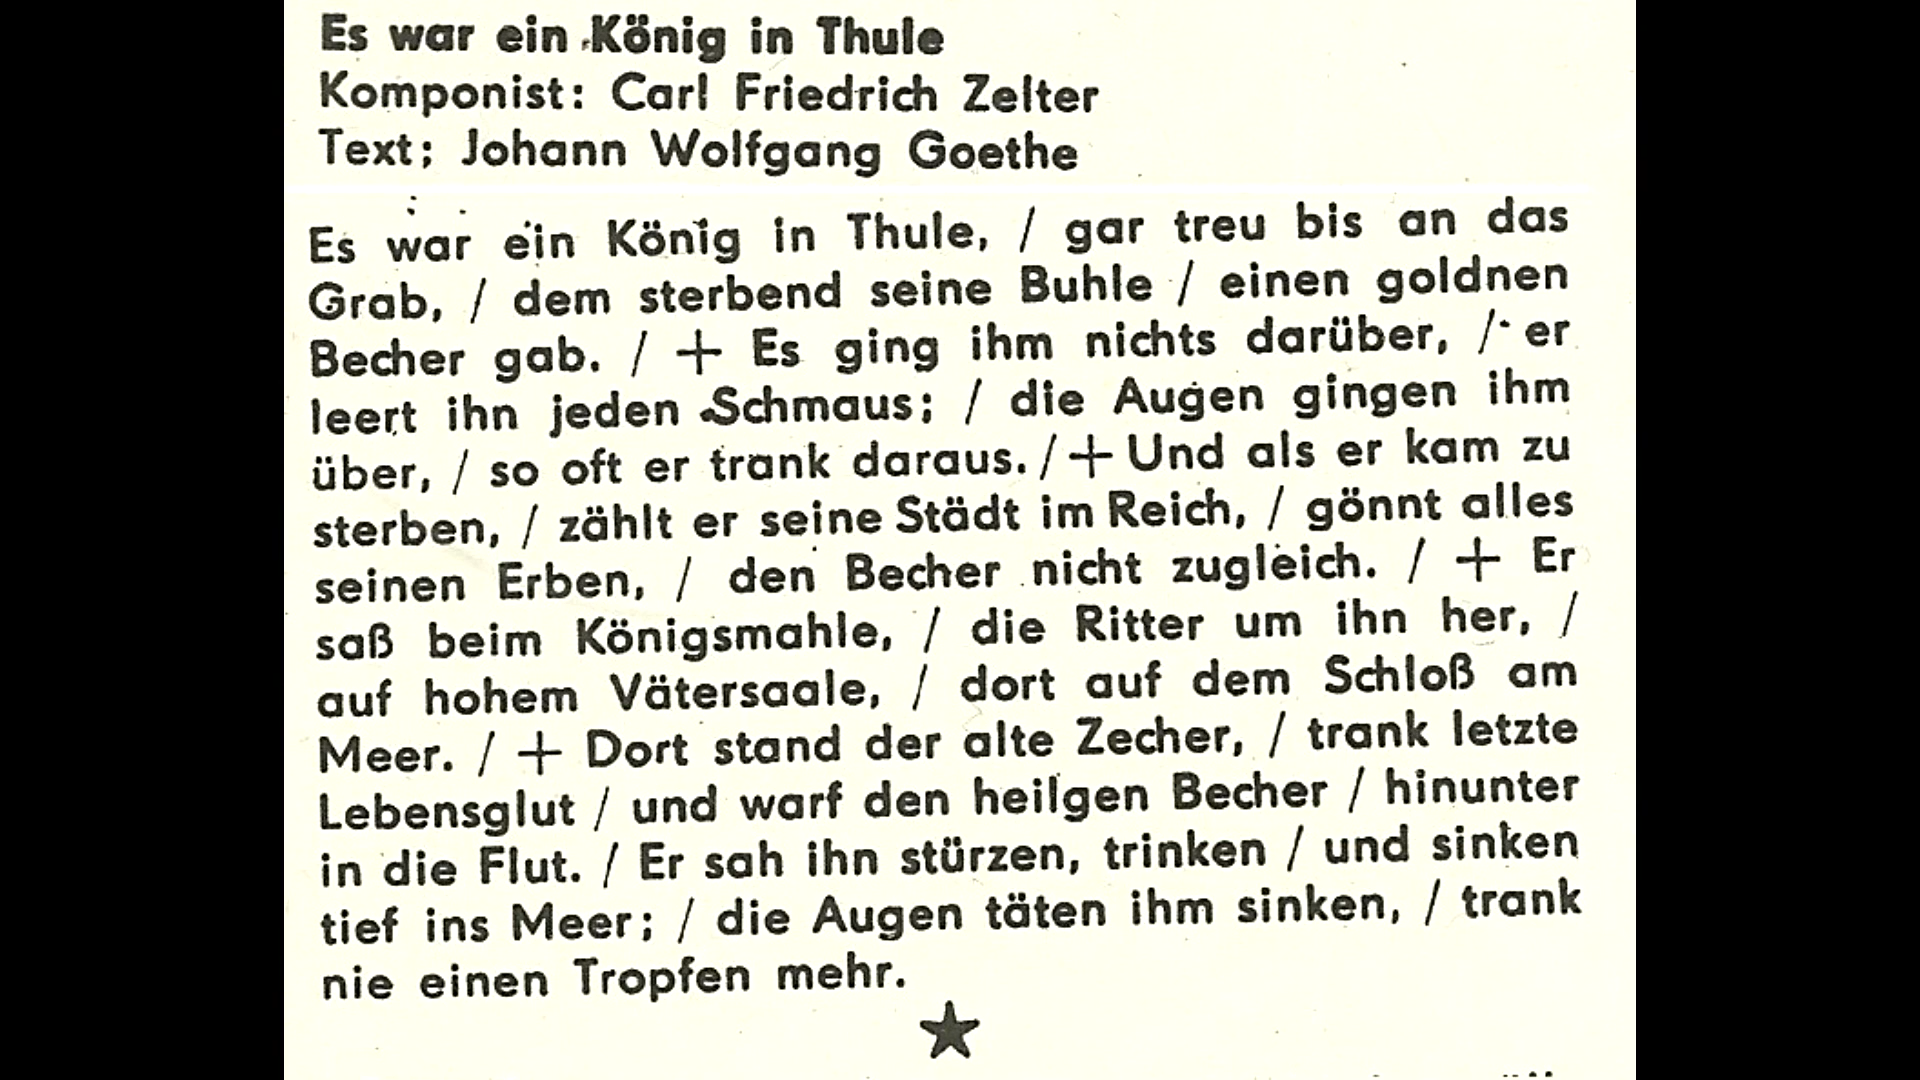 Es war ein König in Thule
Komponist: Carl Friedrich Zelter
Text: Johann Wolfgang Goethe
Es war ein König in Thule, / gar treu bis an das
Grab, / dem sterbend seine Buhle / einen goldnen
Becher gab. / + Es ging ihm nichts darüber, / er
leert ihn jeden Schmaus; / die Augen gingen ihm
über, / so oft er trank daraus. / + Und als er kam zu
sterben, / zählt er seine Städt im Reich, / gönnt alles
seinen Erben, / den Becher nicht zugleich. / + Er
saß beim Königsmahle, / die Ritter um ihn her, /
auf hohem Vätersaale, / dort auf dem Schloß am
Meer. / + Dort stand der alte Zecher, / trank letzte
Lebensglut / und warf den heilgen Becher / hinunter
in die Flut. / Er sah ihn stürzen, trinken / und sinken
tief ins Meer; / die Augen täten ihm sinken, / trank
nie einen Tropfen mehr.